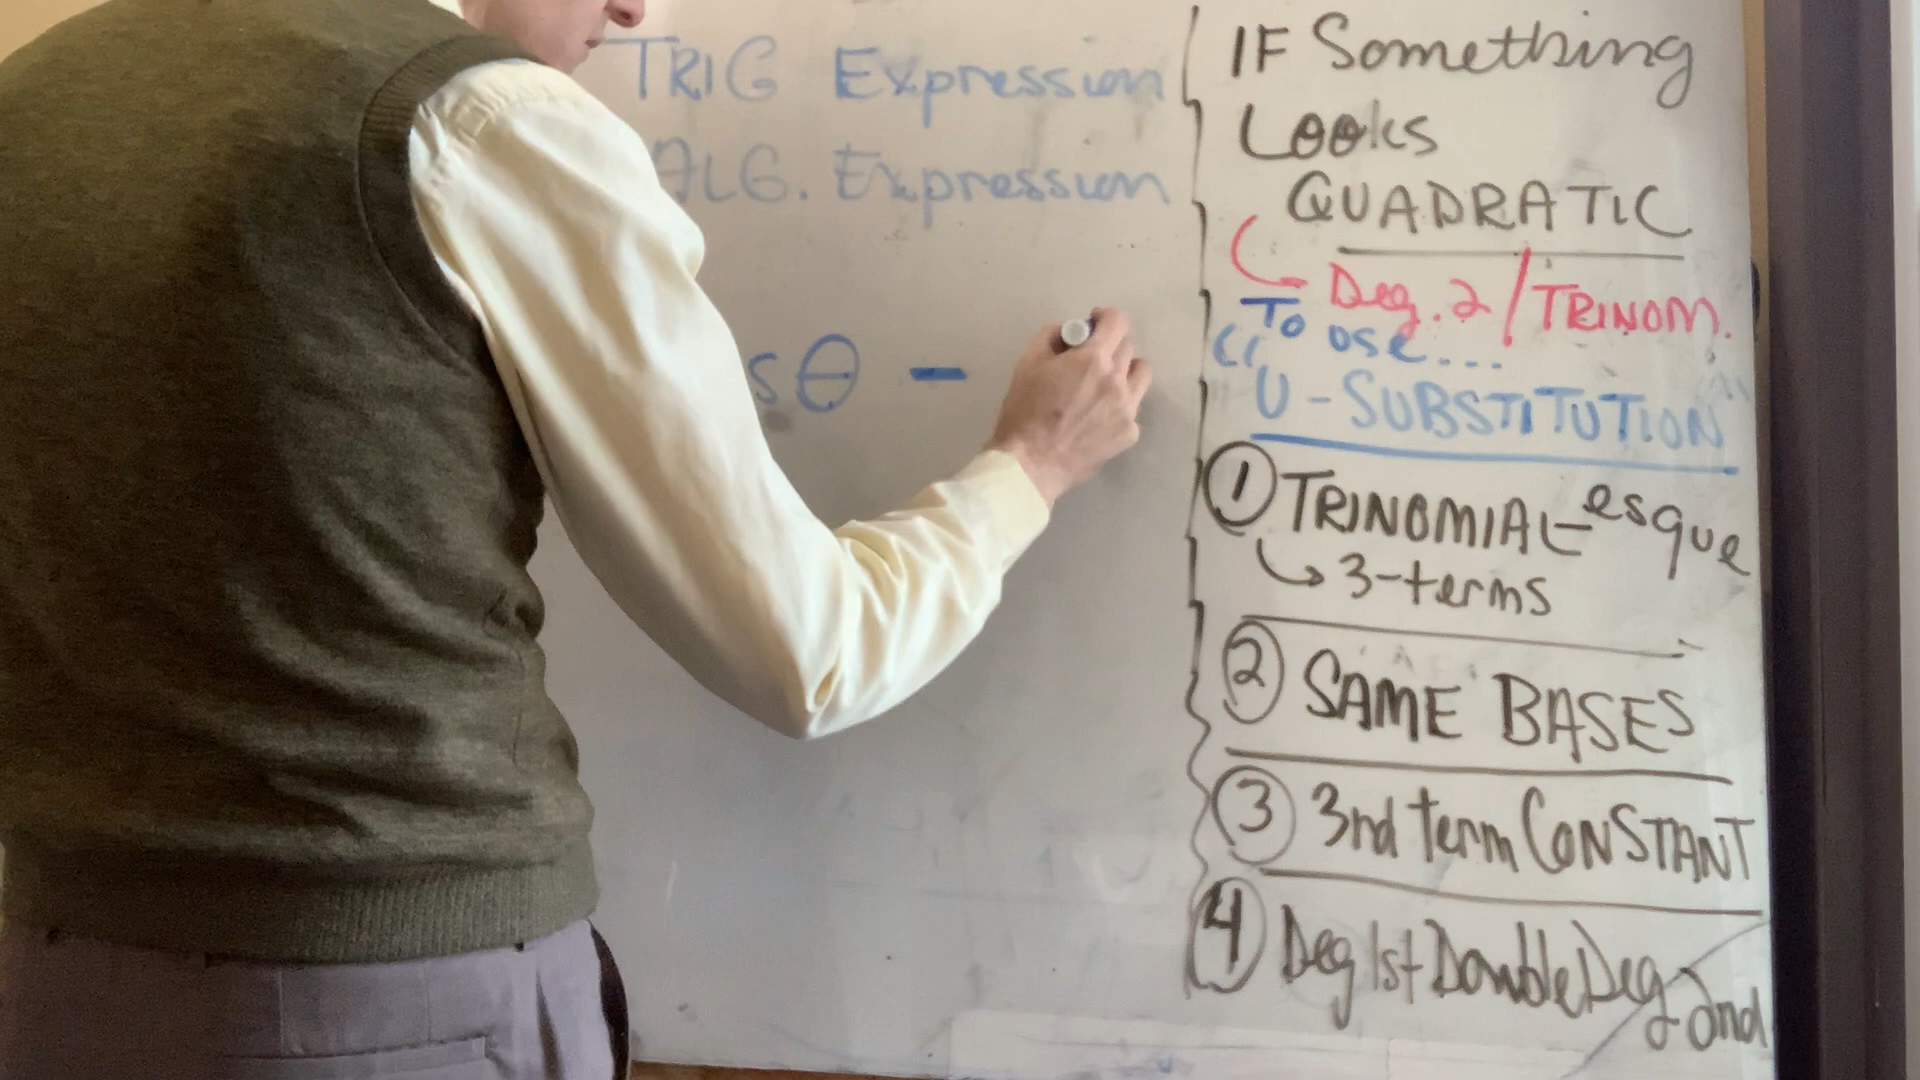 TRIG Expression
ALG. Expression
sθ -
IF Something
Looks
QUADRATIC
Deg. 2 / TRINOM.
To use...
U-SUBSTITUTION
① TRINOMIAL-esque
↳ 3-terms
② SAME BASES
③ 3rd term CONSTANT
④ Deg 1st Double Deg 2nd